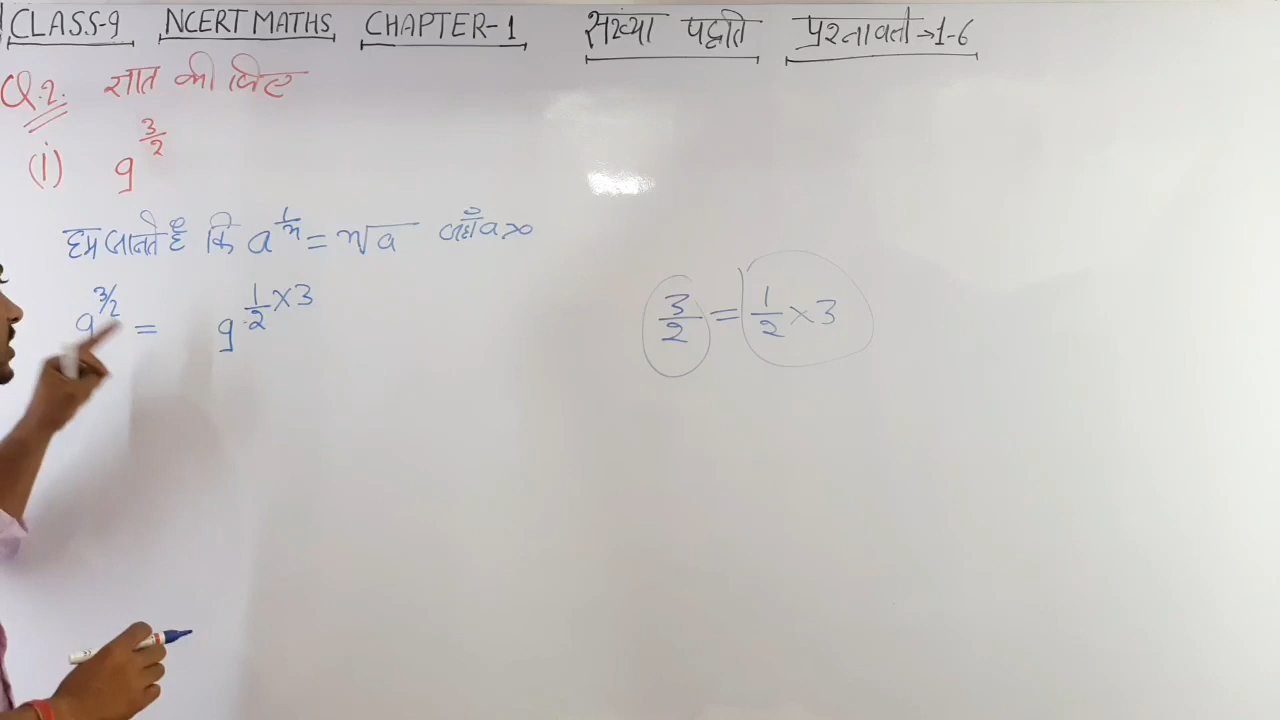 CLASS-9 NCERT MATHS CHAPTER-1 संख्या पद्धति प्रश्नावली→1-6
Q.2. ज्ञात कीजिए
(i) 9^{3/2}
हम जानते है कि a^{1/n} = n√a जहाँ a>0
9^{3/2} = 9^{1/2 × 3}
3/2 = 1/2 × 3